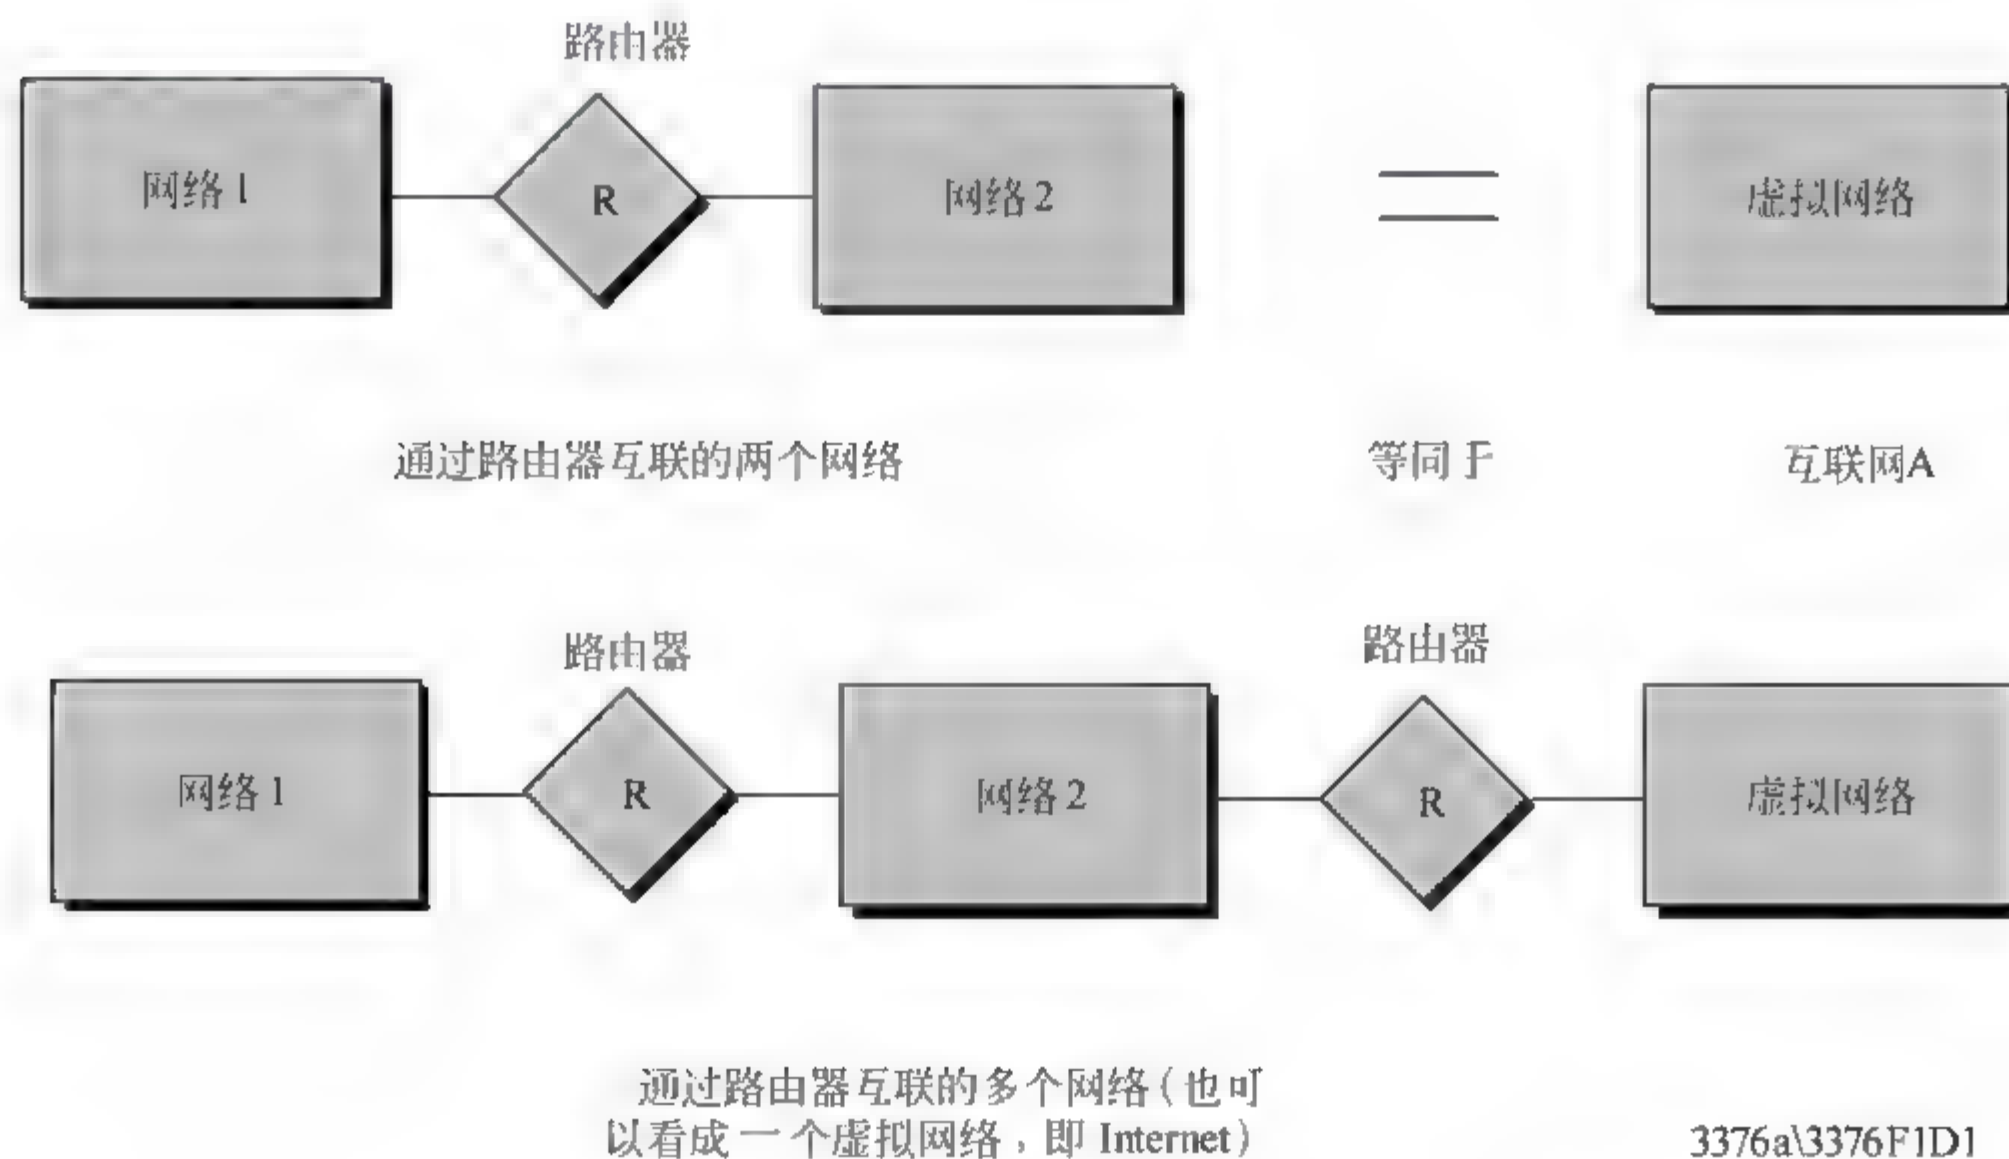 路由器
网络 1
R
网络 2
虚拟网络
通过路由器互联的两个网络
等同于
互联网A
路由器
路由器
网络 1
R
网络 2
R
虚拟网络
通过路由器互联的多个网络(也可
以看成一个虚拟网络,即 Internet)
3376a\3376F1D1